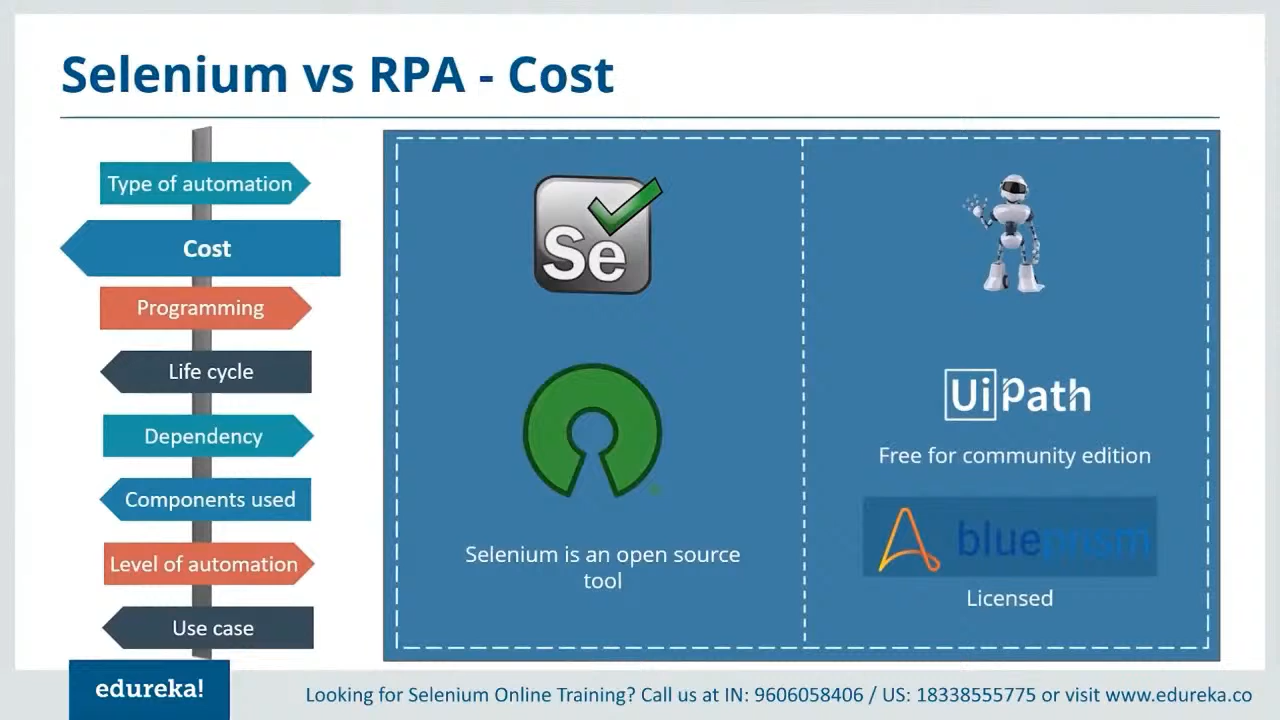 Selenium vs RPA - Cost
Type of automation
Cost
Programming
Life cycle
Dependency
Components used
Level of automation
Use case
Se
Selenium is an open source
tool
UiPath
Free for community edition
blueprism
Licensed
edureka!
Looking for Selenium Online Training? Call us at IN: 9606058406 / US: 18338555775 or visit www.edureka.co